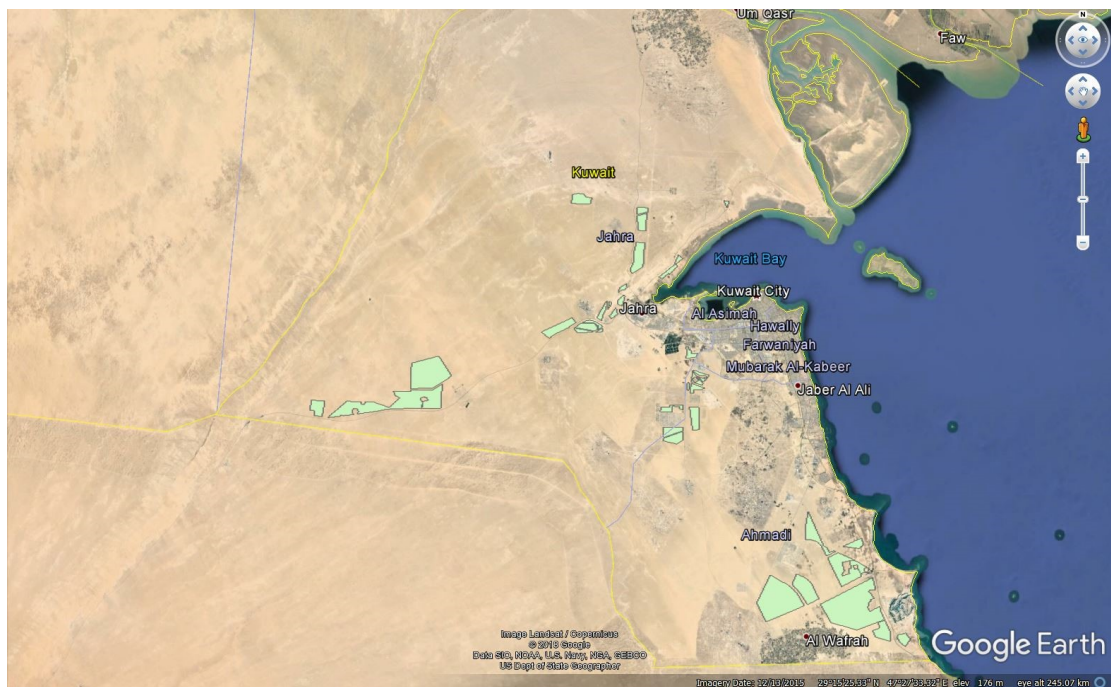 Um Qasr
Faw
N
Kuwait
Jahra
Kuwait Bay
Kuwait City
Jahra
Al Asimah
Hawally
Farwaniyah
Mubarak Al-Kabeer
Jaber Al Ali
Ahmadi
Al Wafrah
Image Landsat / Copernicus
© 2018 Google
Data SIO, NOAA, U.S. Navy, NGA, GEBCO
US Dept of State Geographer
Google Earth
Imagery Date: 12/13/2015 29°15'25.33" N 47°27'33.32" E elev 176 m eye alt 245.07 km